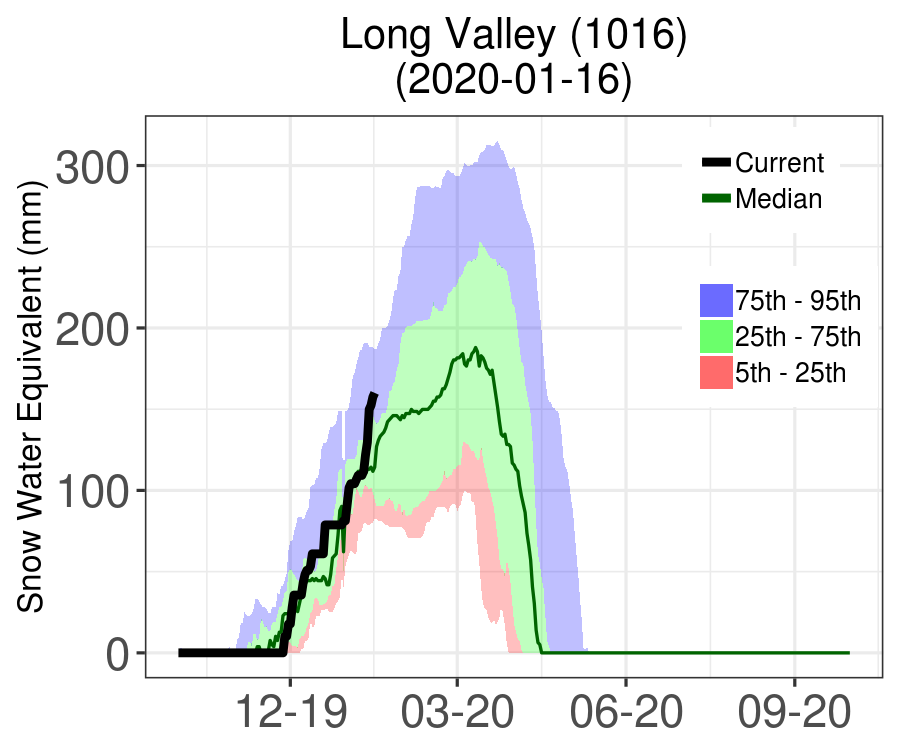 Long Valley (1016)
(2020-01-16)
Snow Water Equivalent (mm)
300
200
100
0
Current
Median
75th - 95th
25th - 75th
5th - 25th
12-19 03-20 06-20 09-20